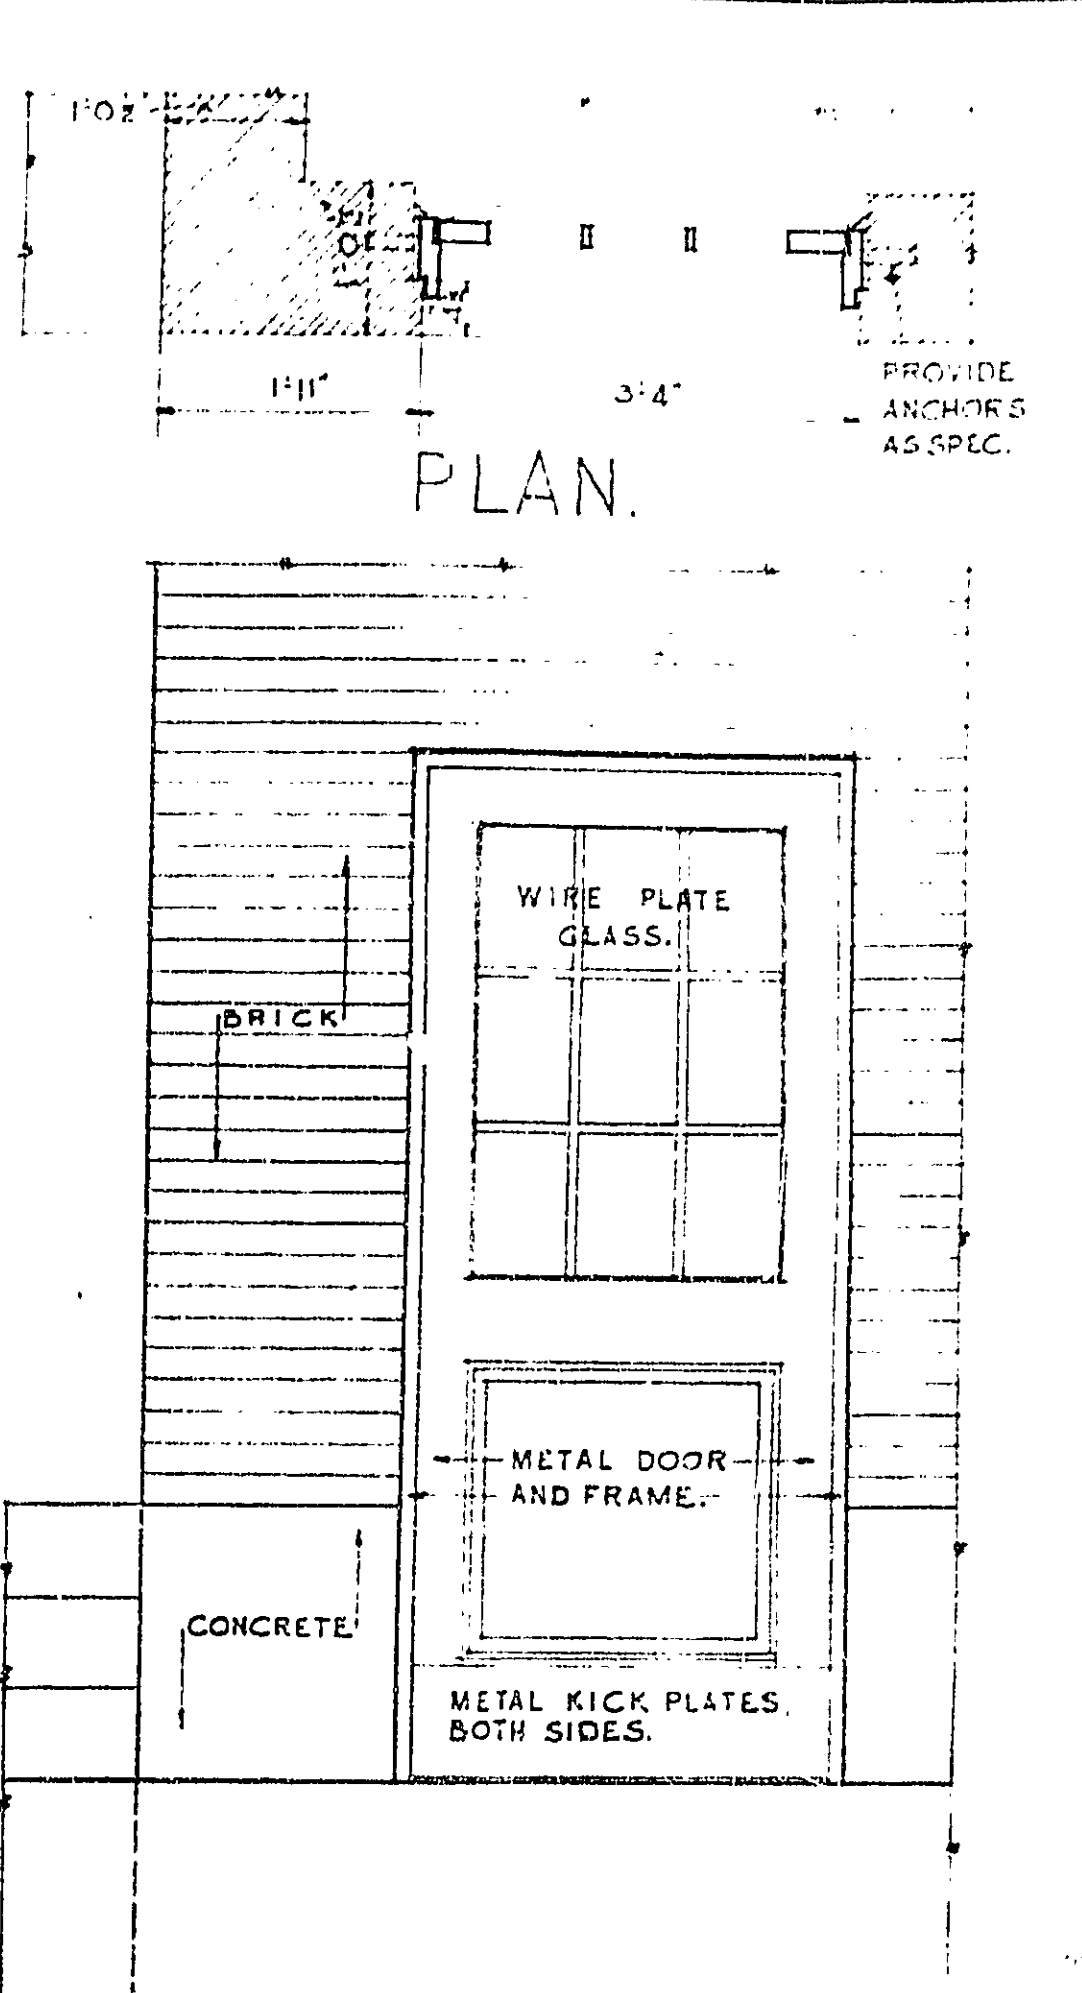 1'-11"
3'-4"
PROVIDE
ANCHORS
AS SPEC.
PLAN.
WIRE PLATE
GLASS.
BRICK
METAL DOOR
AND FRAME.
CONCRETE
METAL KICK PLATES,
BOTH SIDES.